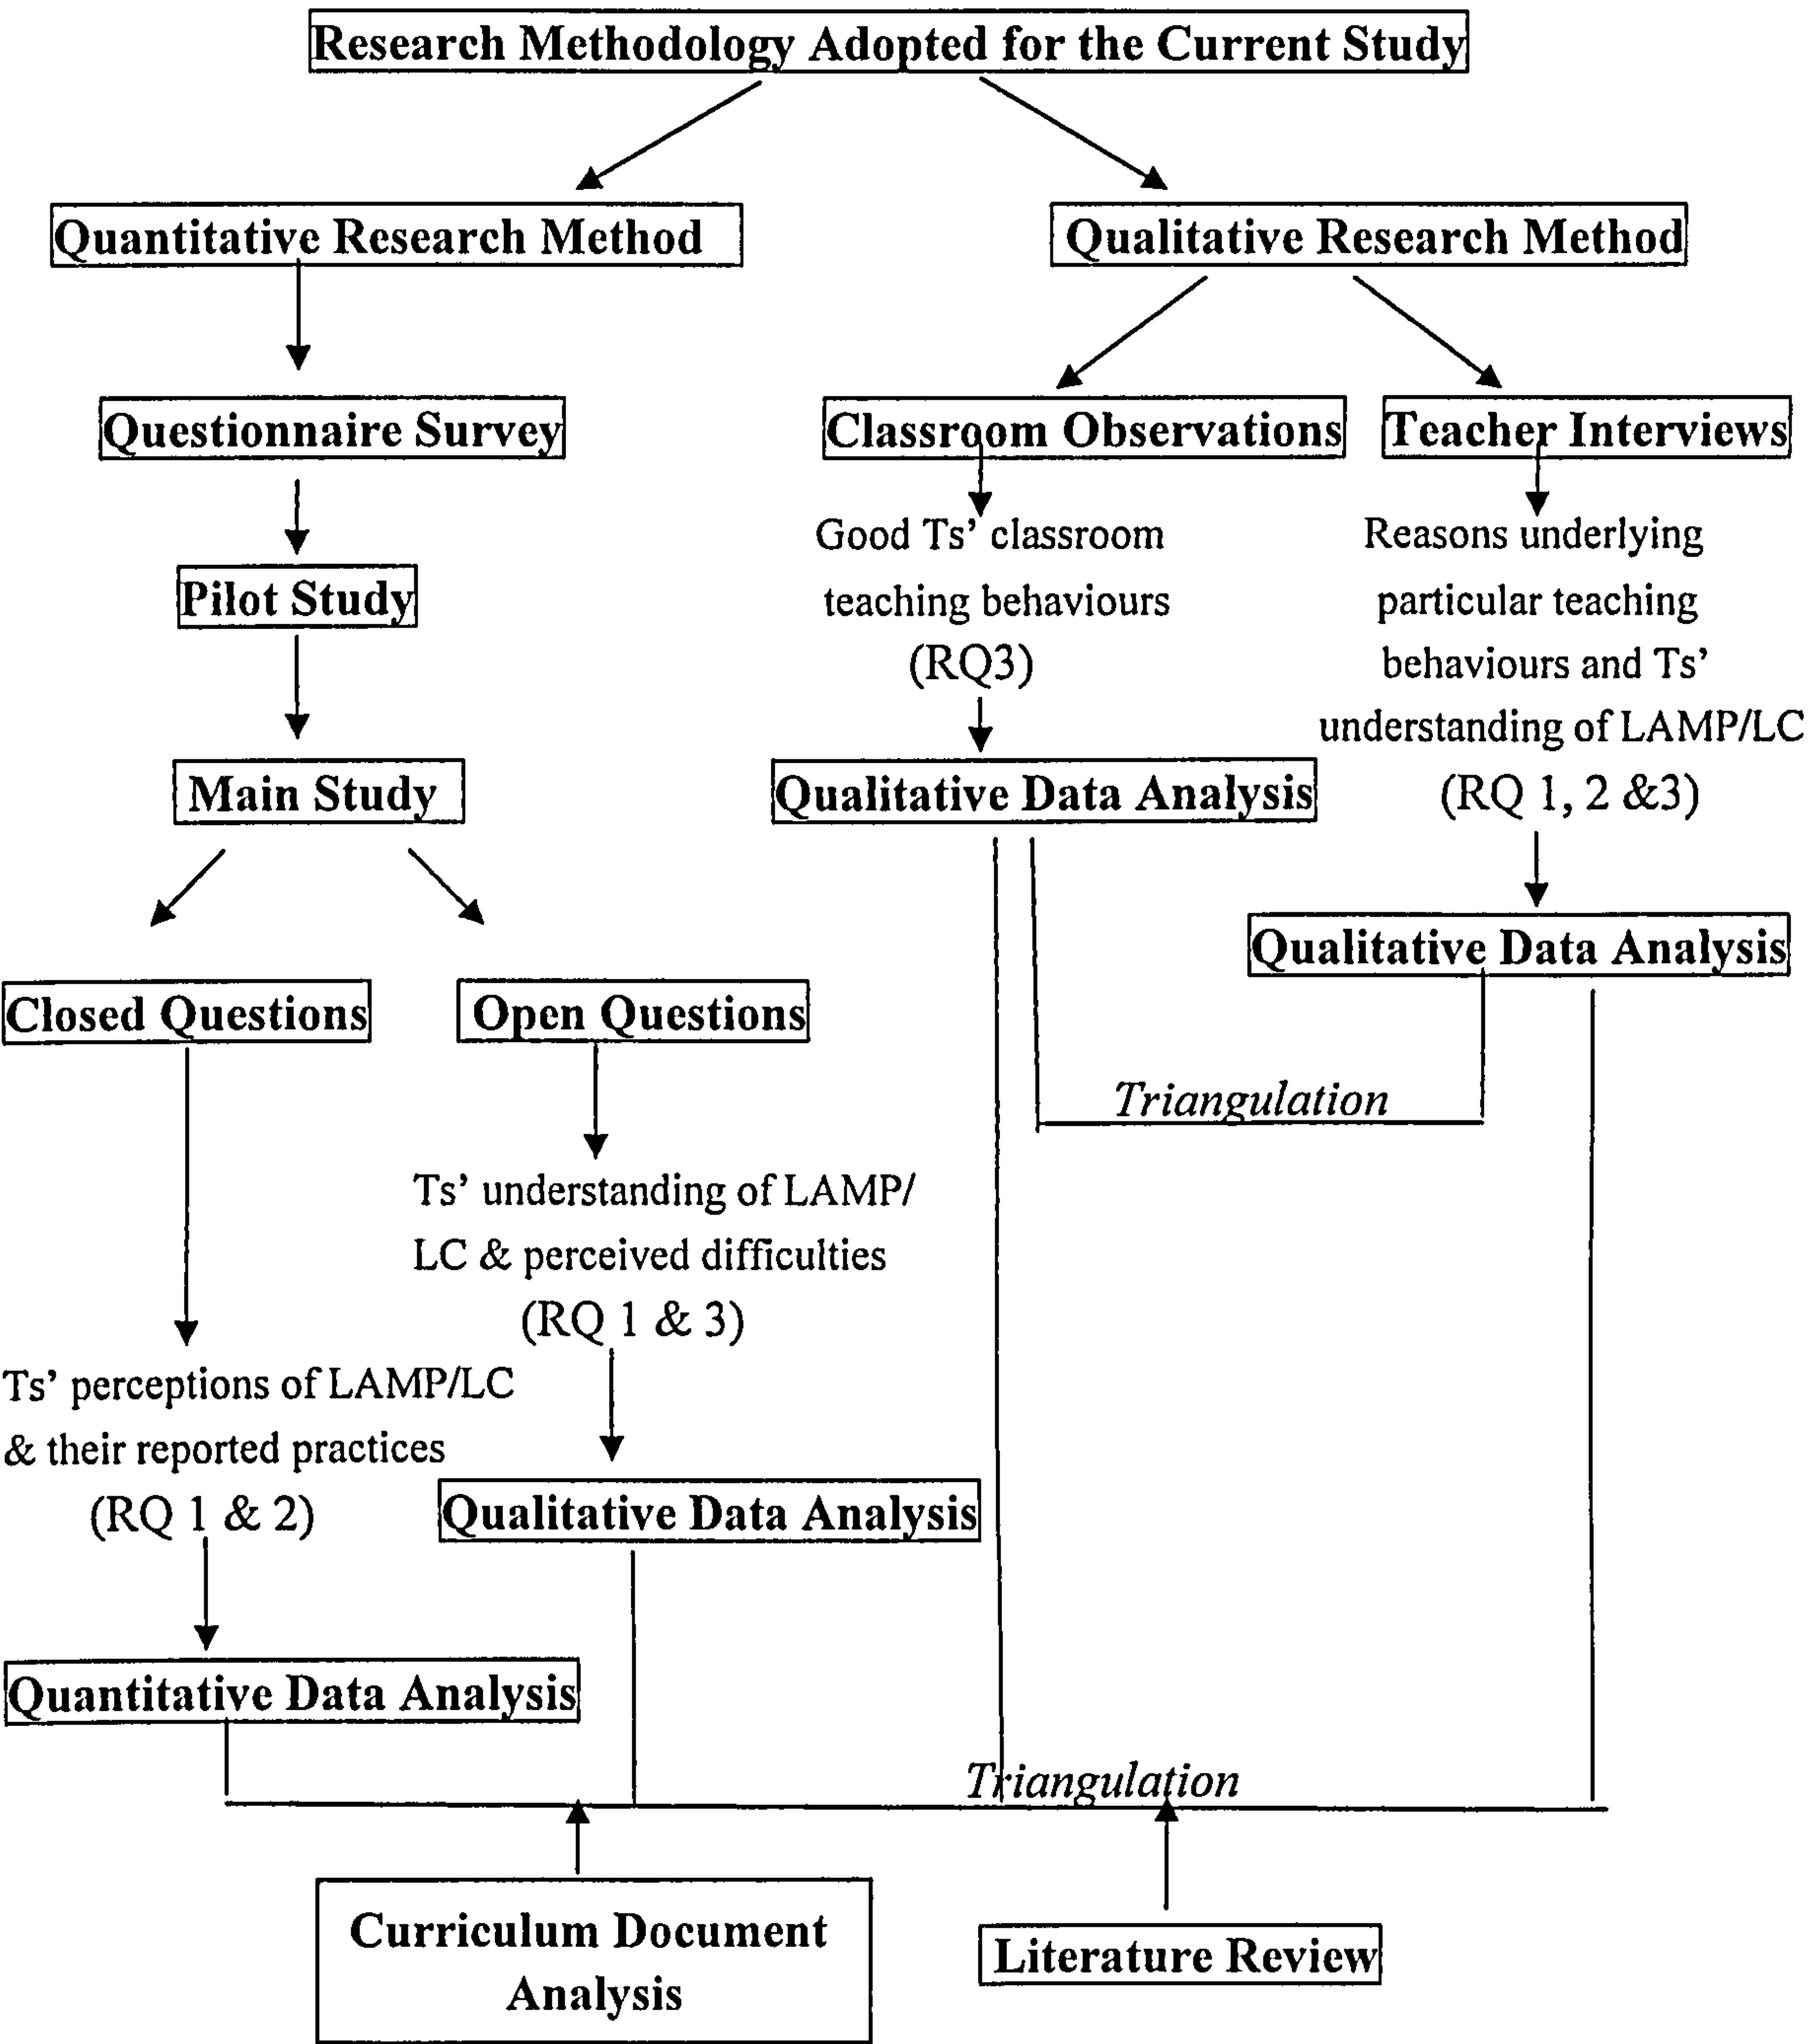 Research Methodology Adopted for the Current Study
Quantitative Research Method
Qualitative Research Method
Questionnaire Survey
Classroom Observations
Teacher Interviews
Pilot Study
Good Ts’ classroom
teaching behaviours
(RQ3)
Reasons underlying
particular teaching
behaviours and Ts’
understanding of LAMP/LC
(RQ 1, 2 &3)
Main Study
Qualitative Data Analysis
Qualitative Data Analysis
Closed Questions
Open Questions
Triangulation
Ts’ understanding of LAMP/
LC & perceived difficulties
(RQ 1 & 3)
Ts’ perceptions of LAMP/LC
& their reported practices
(RQ 1 & 2)
Qualitative Data Analysis
Quantitative Data Analysis
Triangulation
Curriculum Document
Analysis
Literature Review